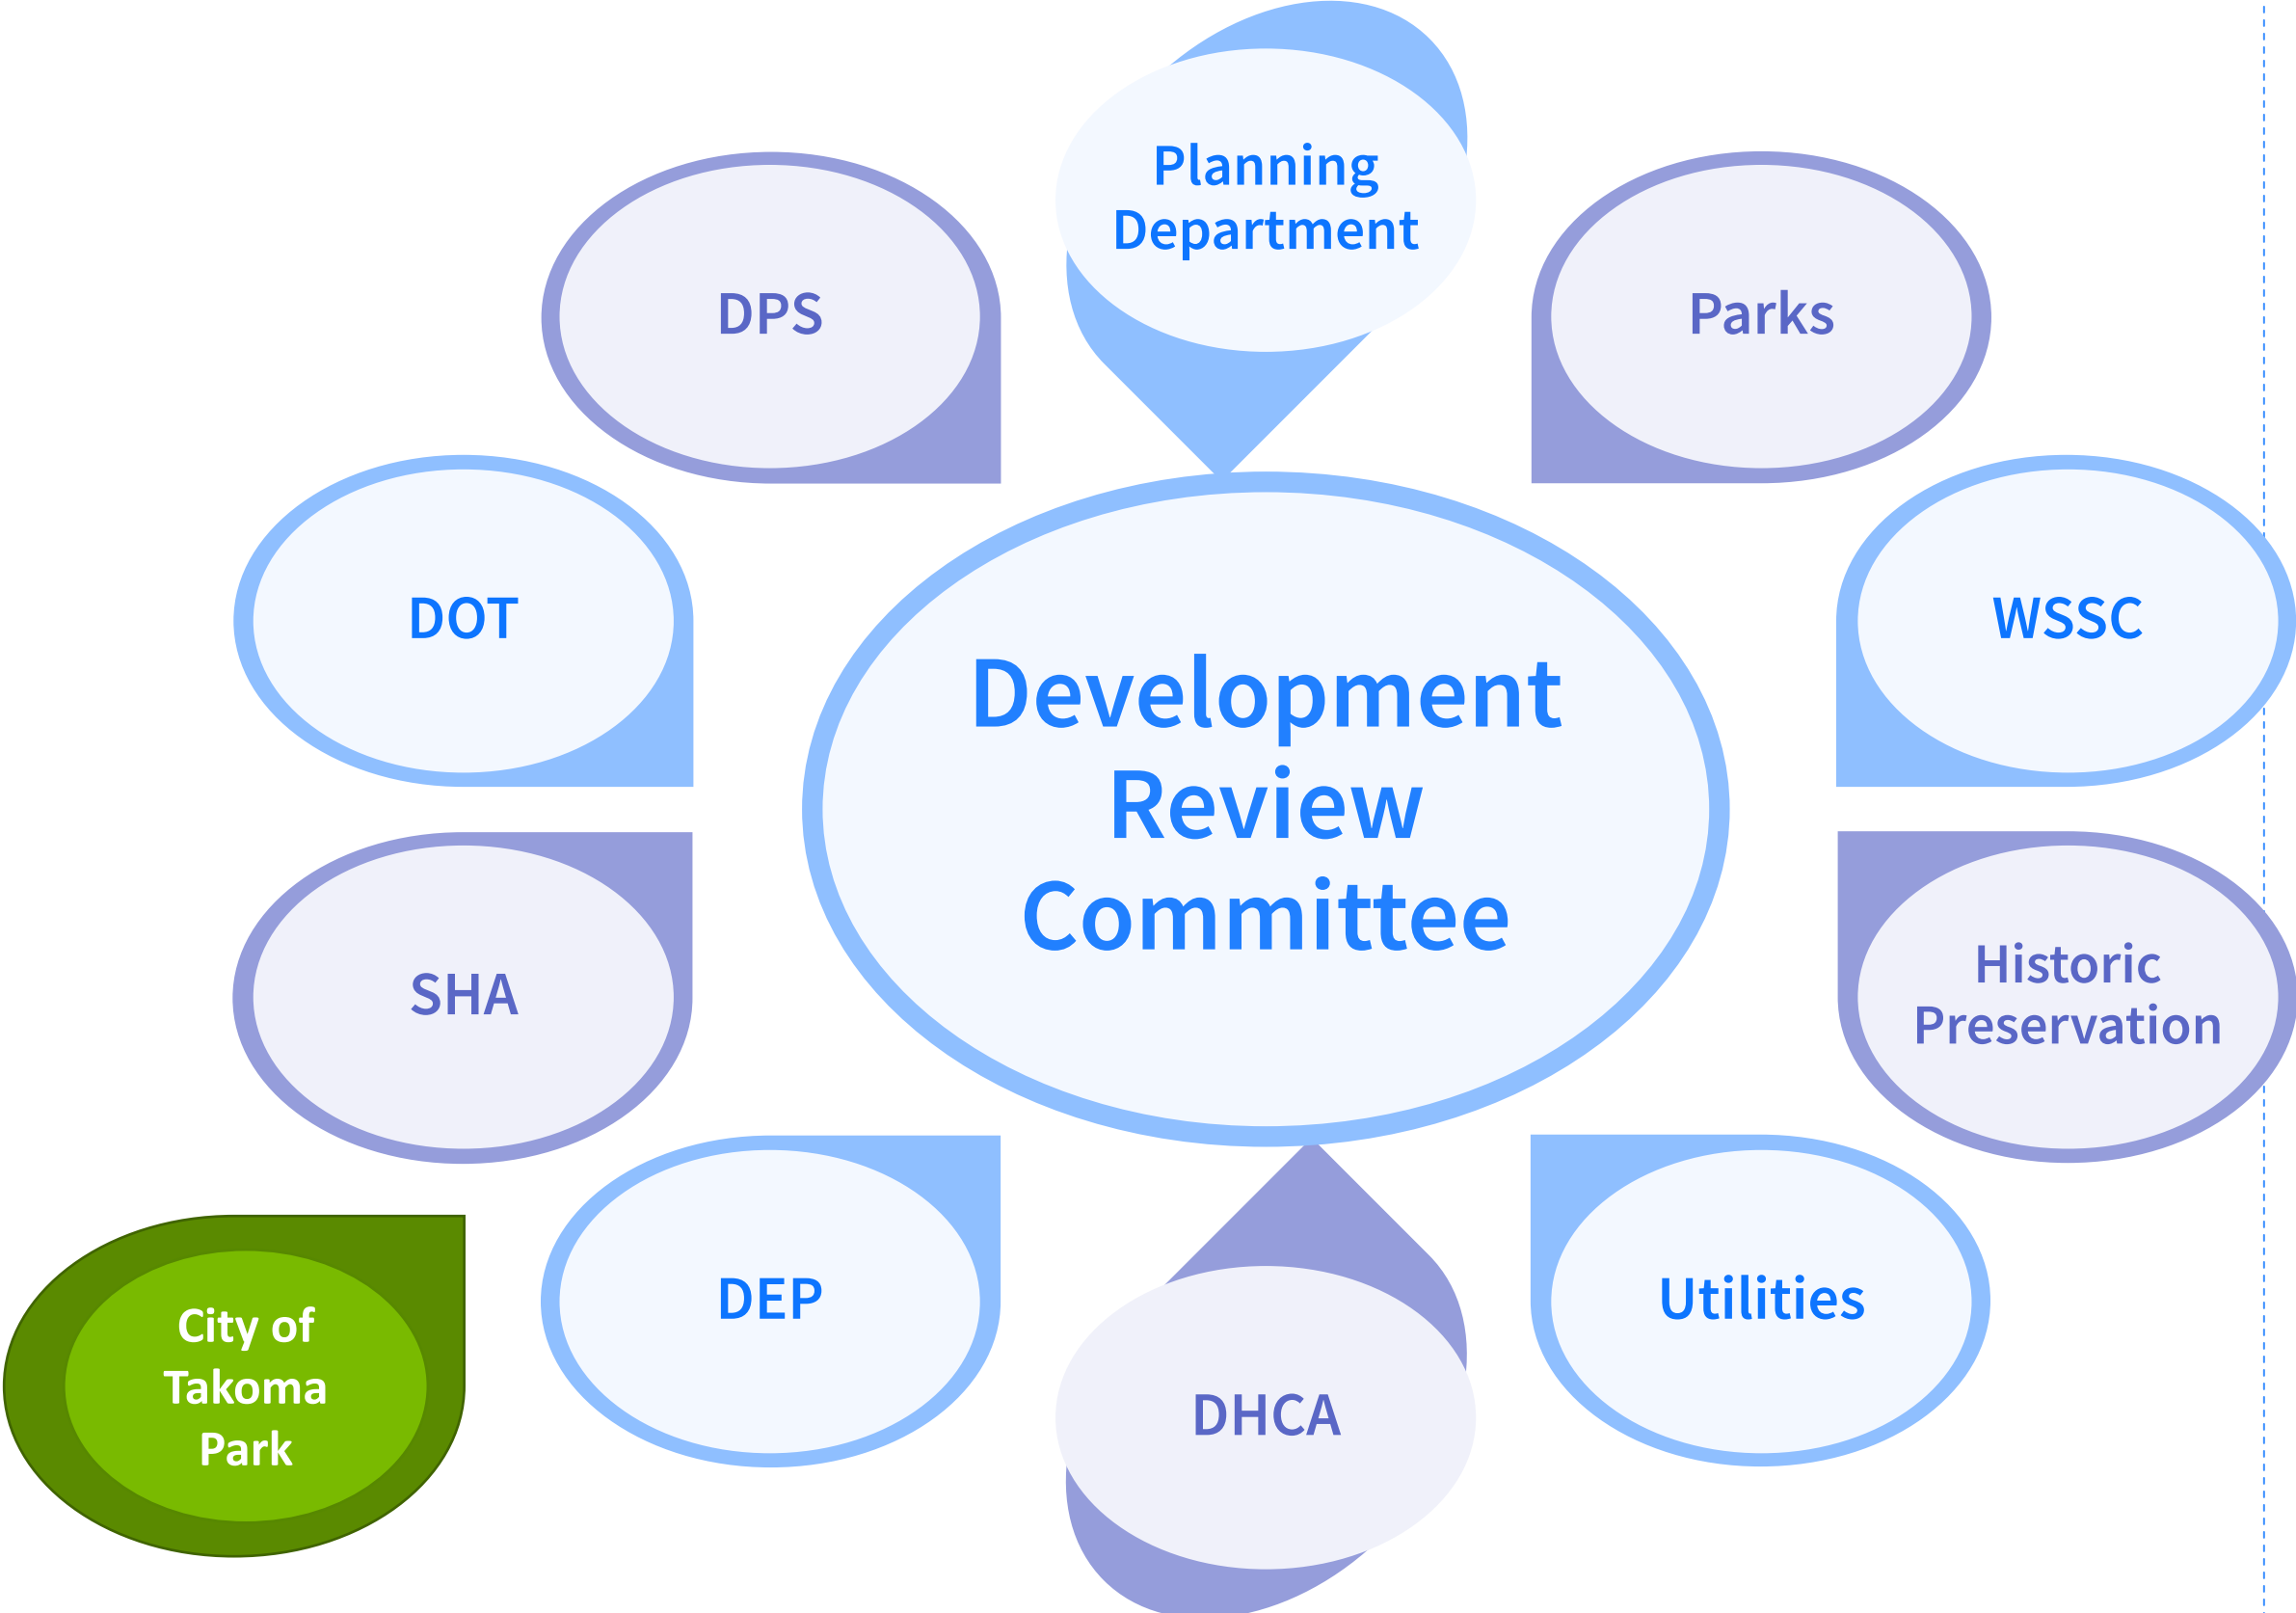 Planning
Department
DPS
Parks
DOT
WSSC
Development
Review
Committee
SHA
Historic
Preservation
City of
Takoma
Park
DEP
DHCA
Utilities